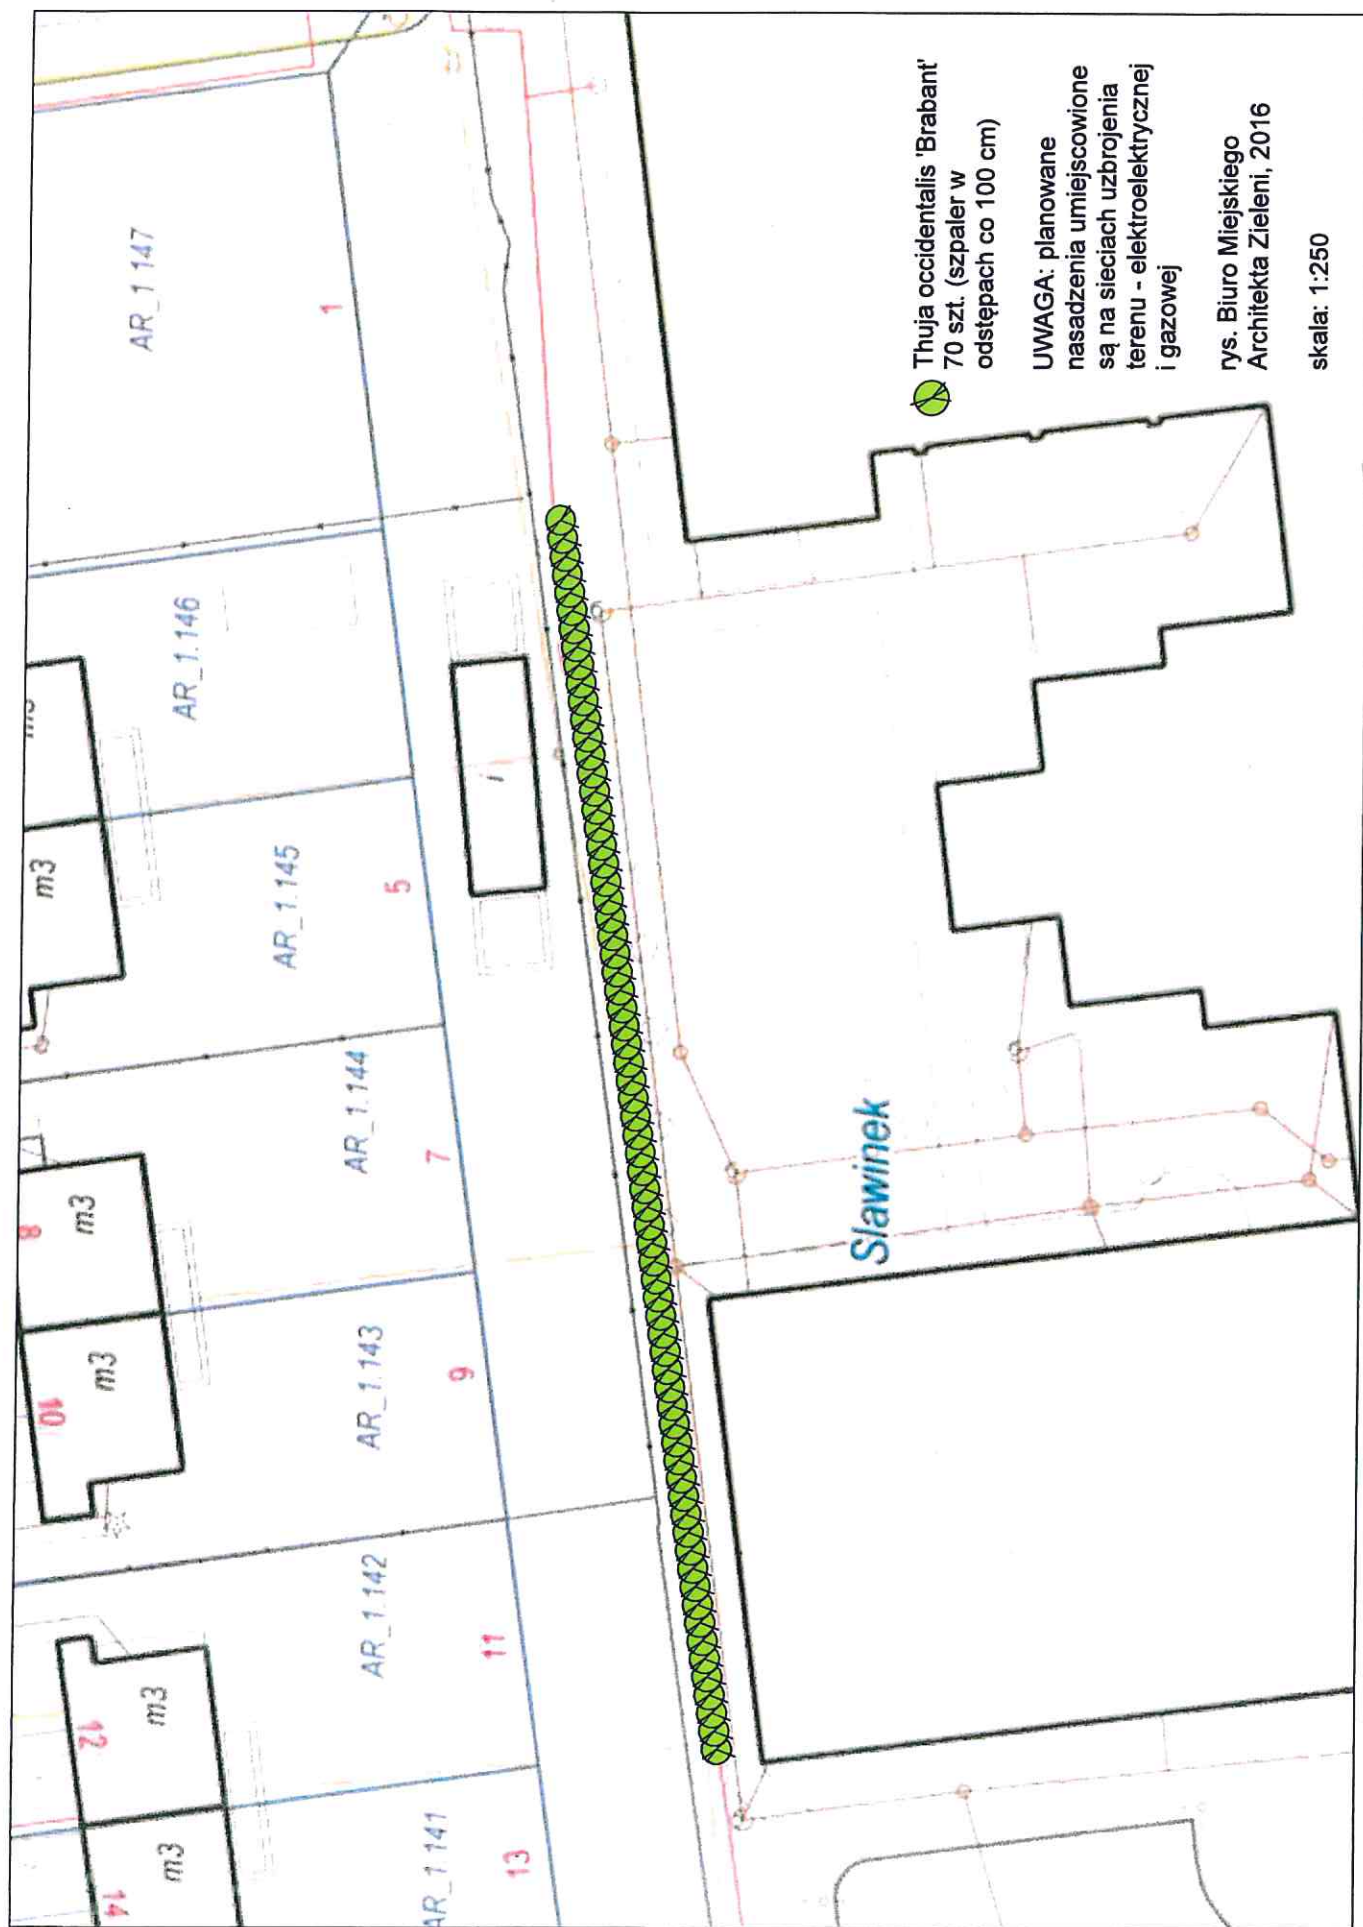 AR_1 147
1
AR_1.146
AR_1.145
5
m3
AR_1.144
7
8
m3
AR_1.143
9
10
m3
AR_1.142
11
12
m3
AR_1 141
13
14
m3
i
Sławinek
Thuja occidentalis 'Brabant'
70 szt. (szpaler w
odstępach co 100 cm)
UWAGA: planowane
nasadzenia umiejscowione
są na sieciach uzbrojenia
terenu - elektroelektrycznej
i gazowej
rys. Biuro Miejskiego
Architekta Zieleni, 2016
skala: 1:250